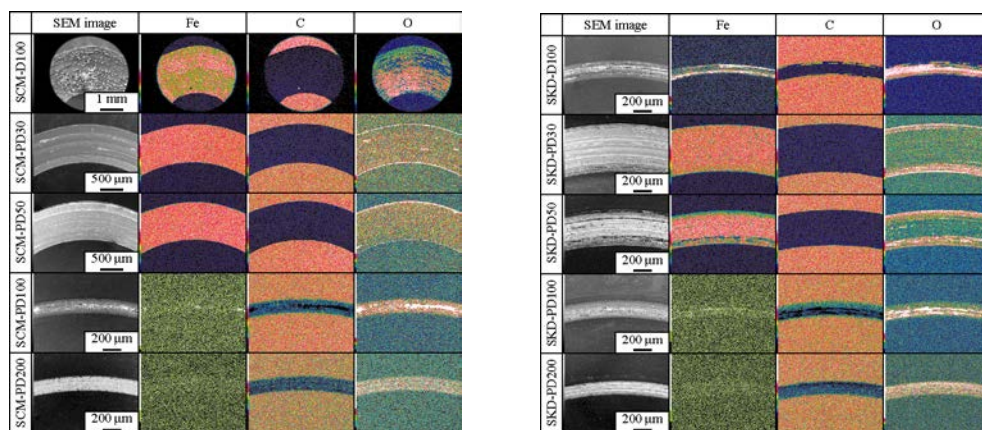 SEM image Fe C O
SCM-D100
1 mm
SCM-PD30
500 μm
SCM-PD50
500 μm
SCM-PD100
200 μm
SCM-PD200
200 μm
SEM image Fe C O
SKD-D100
200 μm
SKD-PD30
200 μm
SKD-PD50
200 μm
SKD-PD100
200 μm
SKD-PD200
200 μm